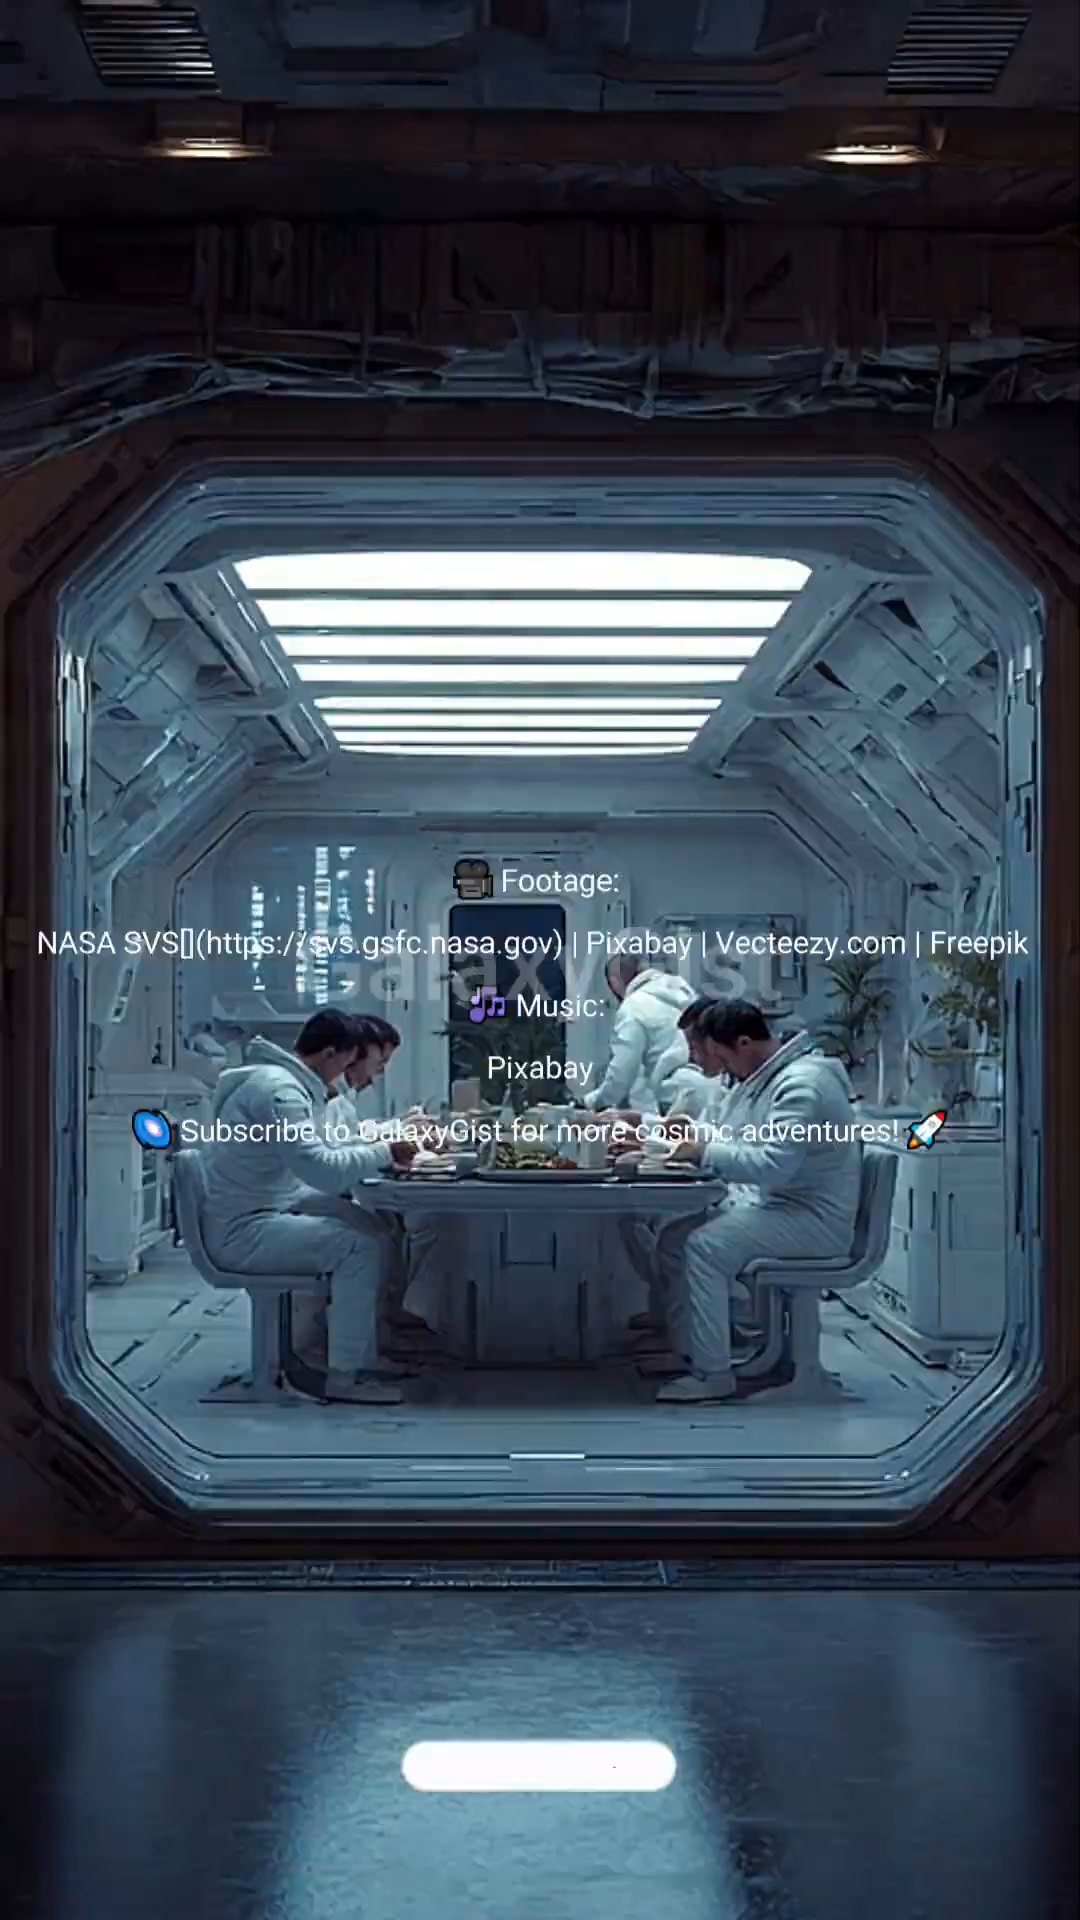 🎥 Footage:
NASA SVS[](https://svs.gsfc.nasa.gov) | Pixabay | Vecteezy.com | Freepik
GalaxyGist
🎶 Music:
Pixabay
🌌 Subscribe to GalaxyGist for more cosmic adventures! 🚀